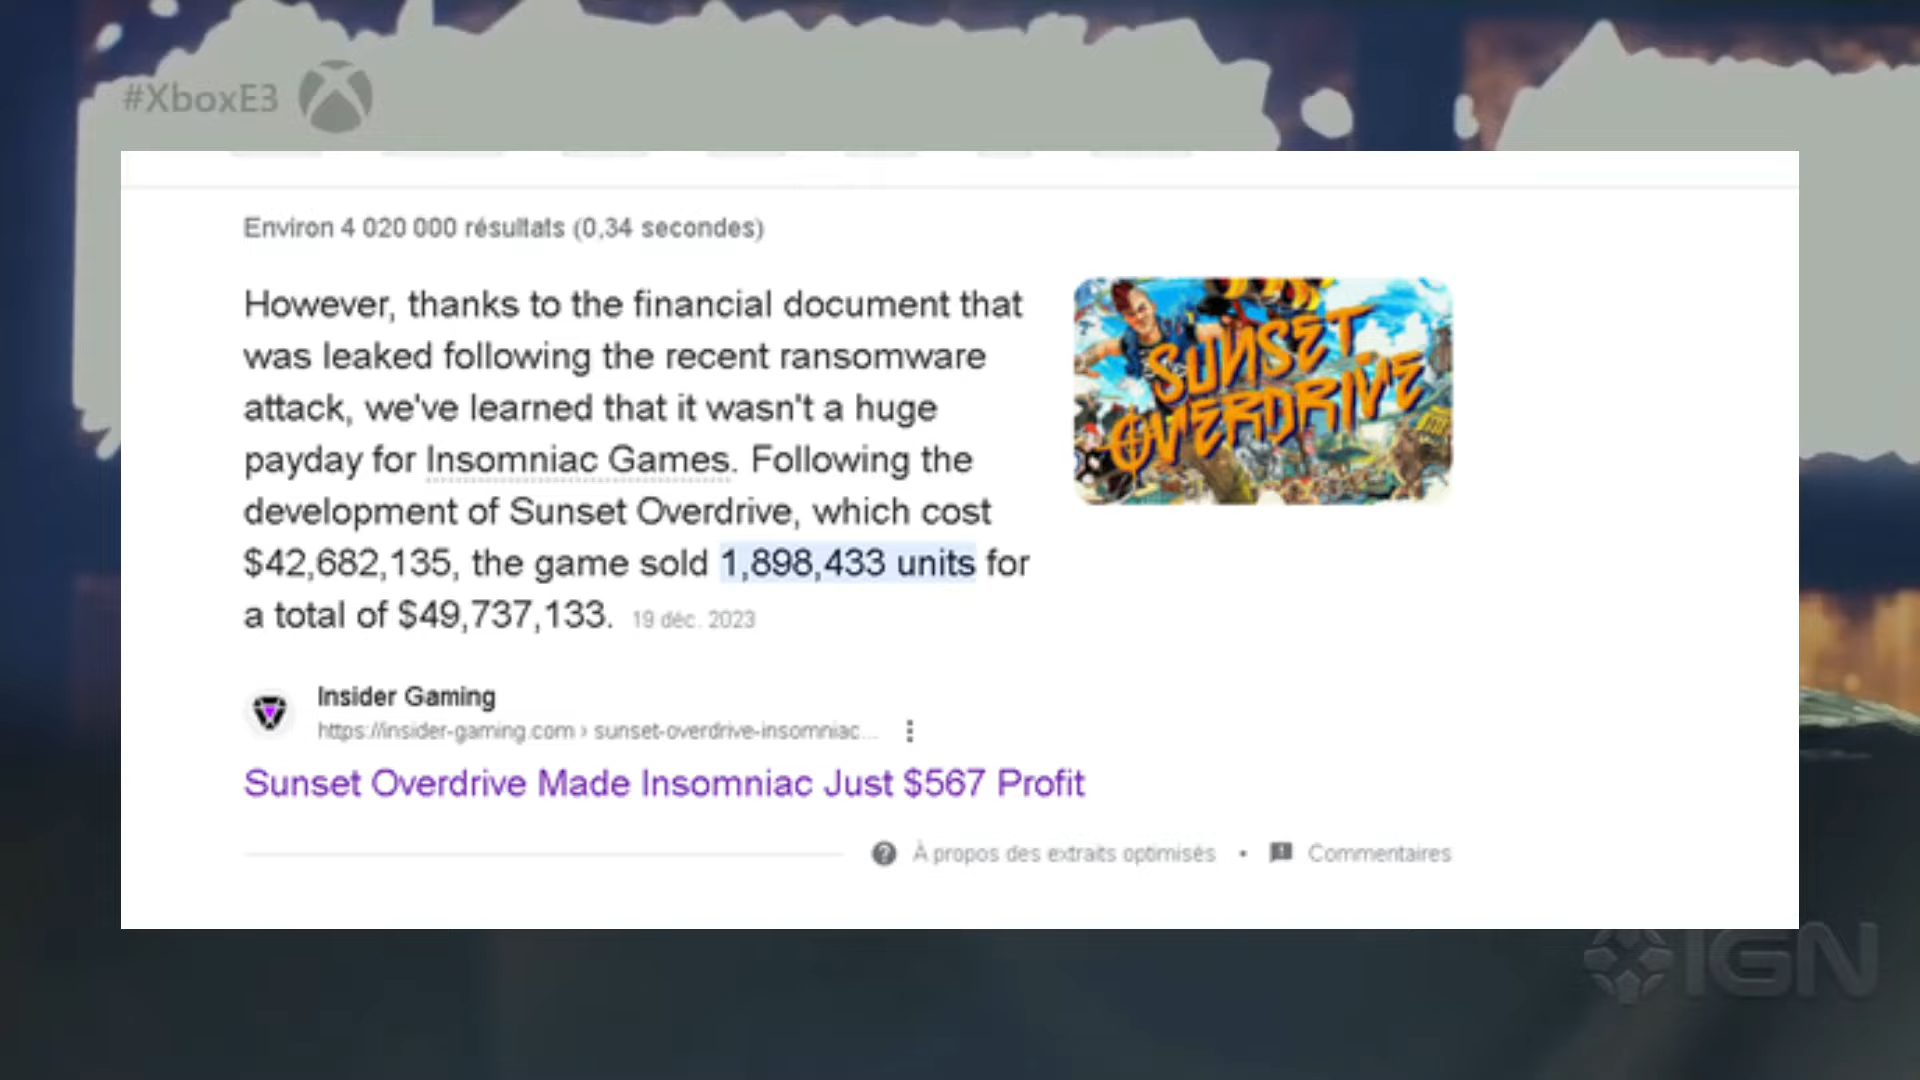 #XboxE3
Environ 4 020 000 résultats (0,34 secondes)
However, thanks to the financial document that
was leaked following the recent ransomware
attack, we've learned that it wasn't a huge
payday for Insomniac Games. Following the
development of Sunset Overdrive, which cost
$42,682,135, the game sold 1,898,433 units for
a total of $49,737,133. 19 déc. 2023
SUNSET
OVERDRIVE
Insider Gaming
https://insider-gaming.com › sunset-overdrive-insomniac...
Sunset Overdrive Made Insomniac Just $567 Profit
À propos des extraits optimisés • Commentaires
IGN